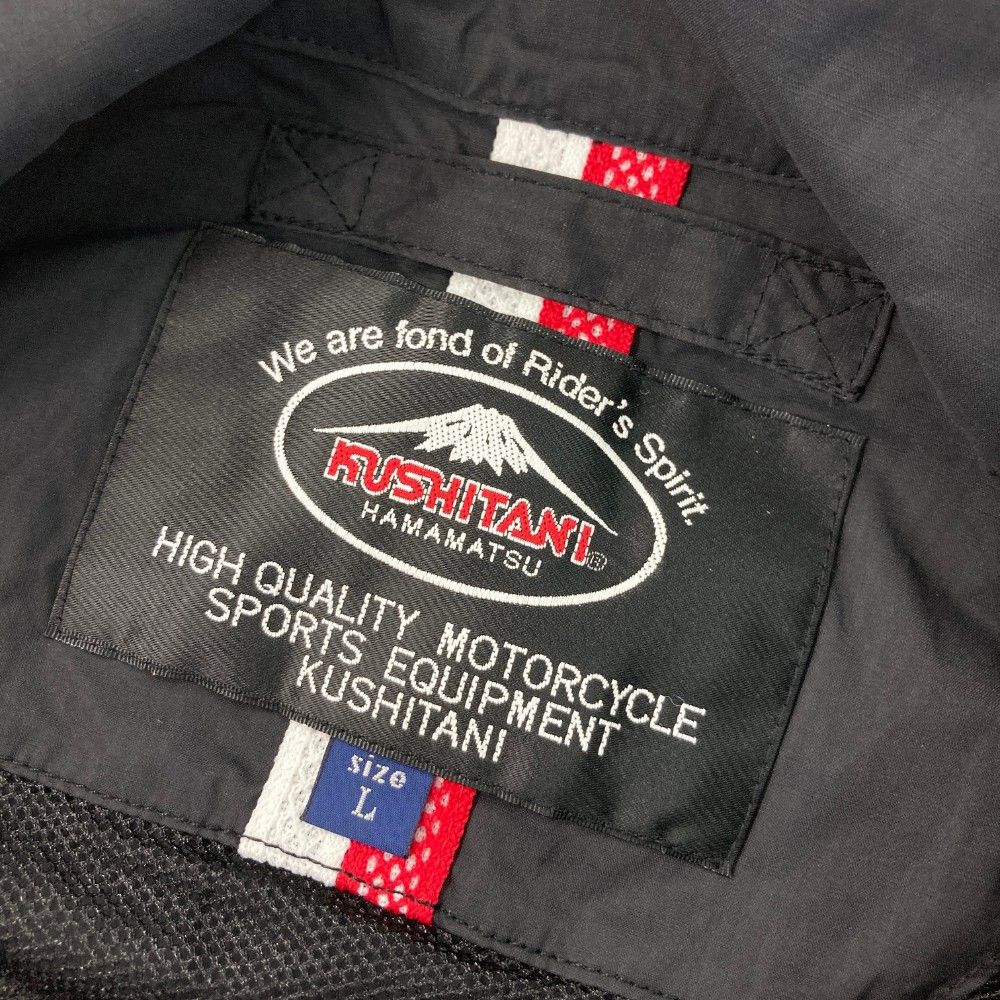 We are fond of Rider's Spirit.
KUSHITANI®
HAMAMATSU
HIGH QUALITY MOTORCYCLE
SPORTS EQUIPMENT
KUSHITANI
size
L